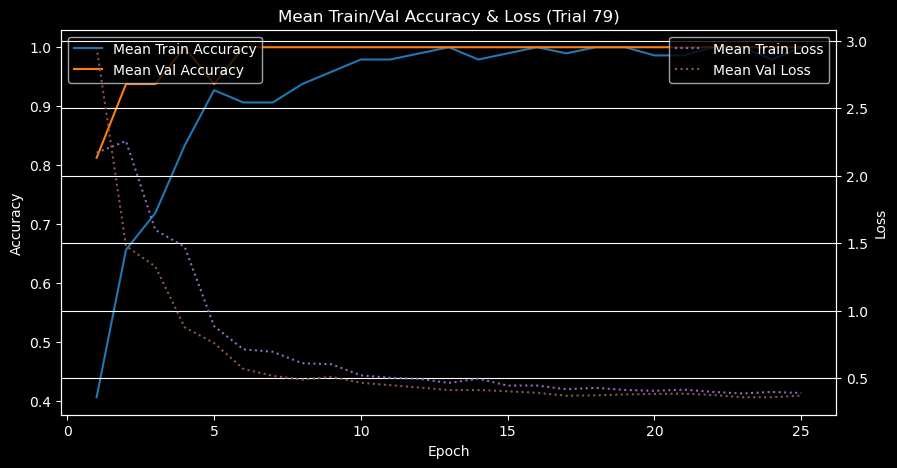 Mean Train/Val Accuracy & Loss (Trial 79)
Mean Train Accuracy
Mean Val Accuracy
Mean Train Loss
Mean Val Loss
1.0
0.9
0.8
0.7
0.6
0.5
0.4
Accuracy
3.0
2.5
2.0
1.5
1.0
0.5
Loss
0
5
10
15
20
25
Epoch